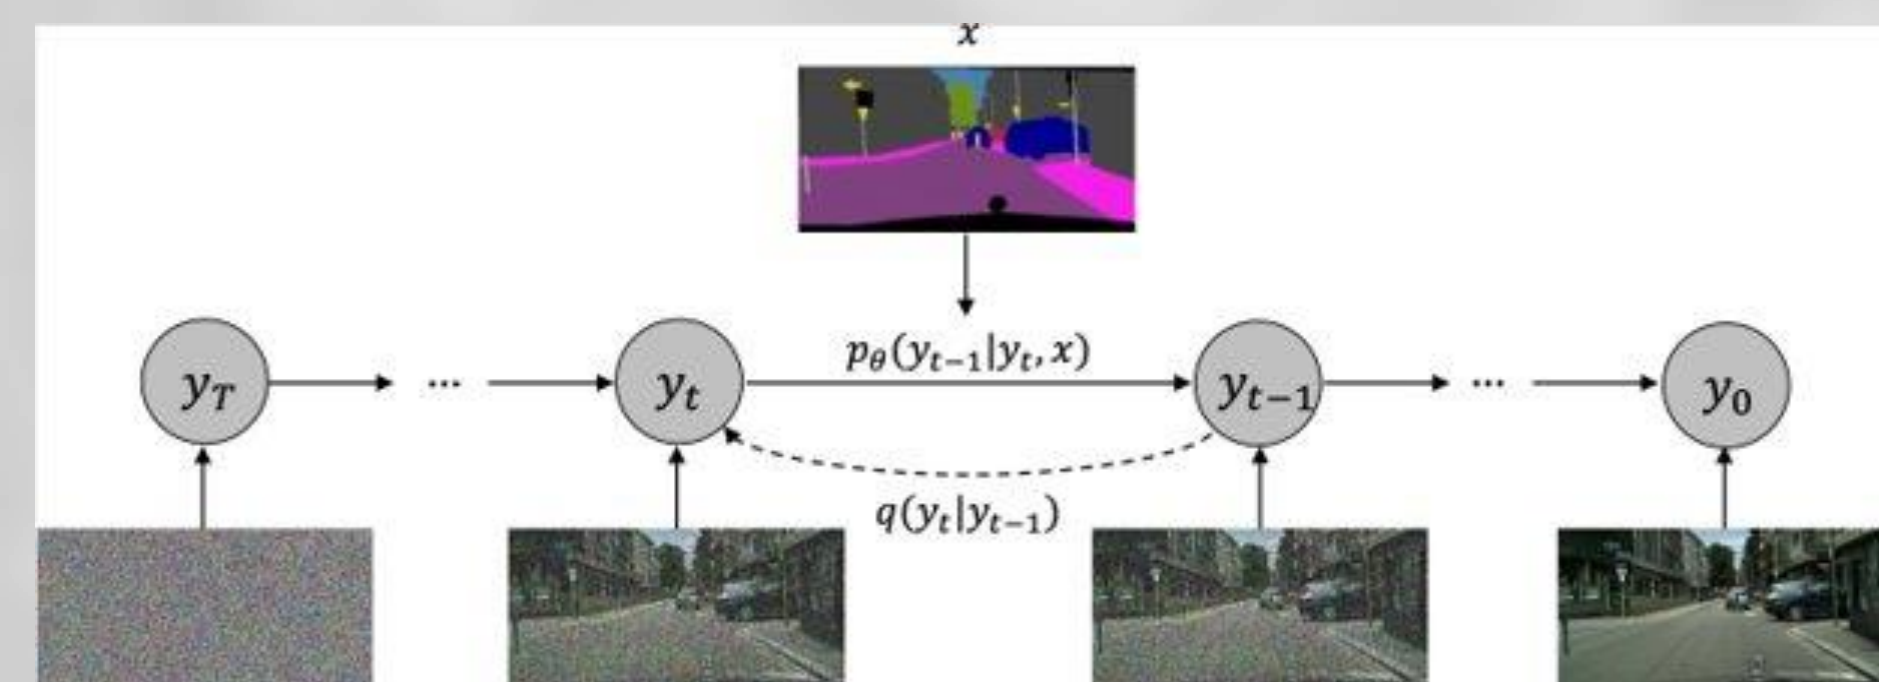 x
p_θ(y_{t−1}|y_t, x)
y_T ... y_t y_{t−1} ... y_0
q(y_t|y_{t−1})